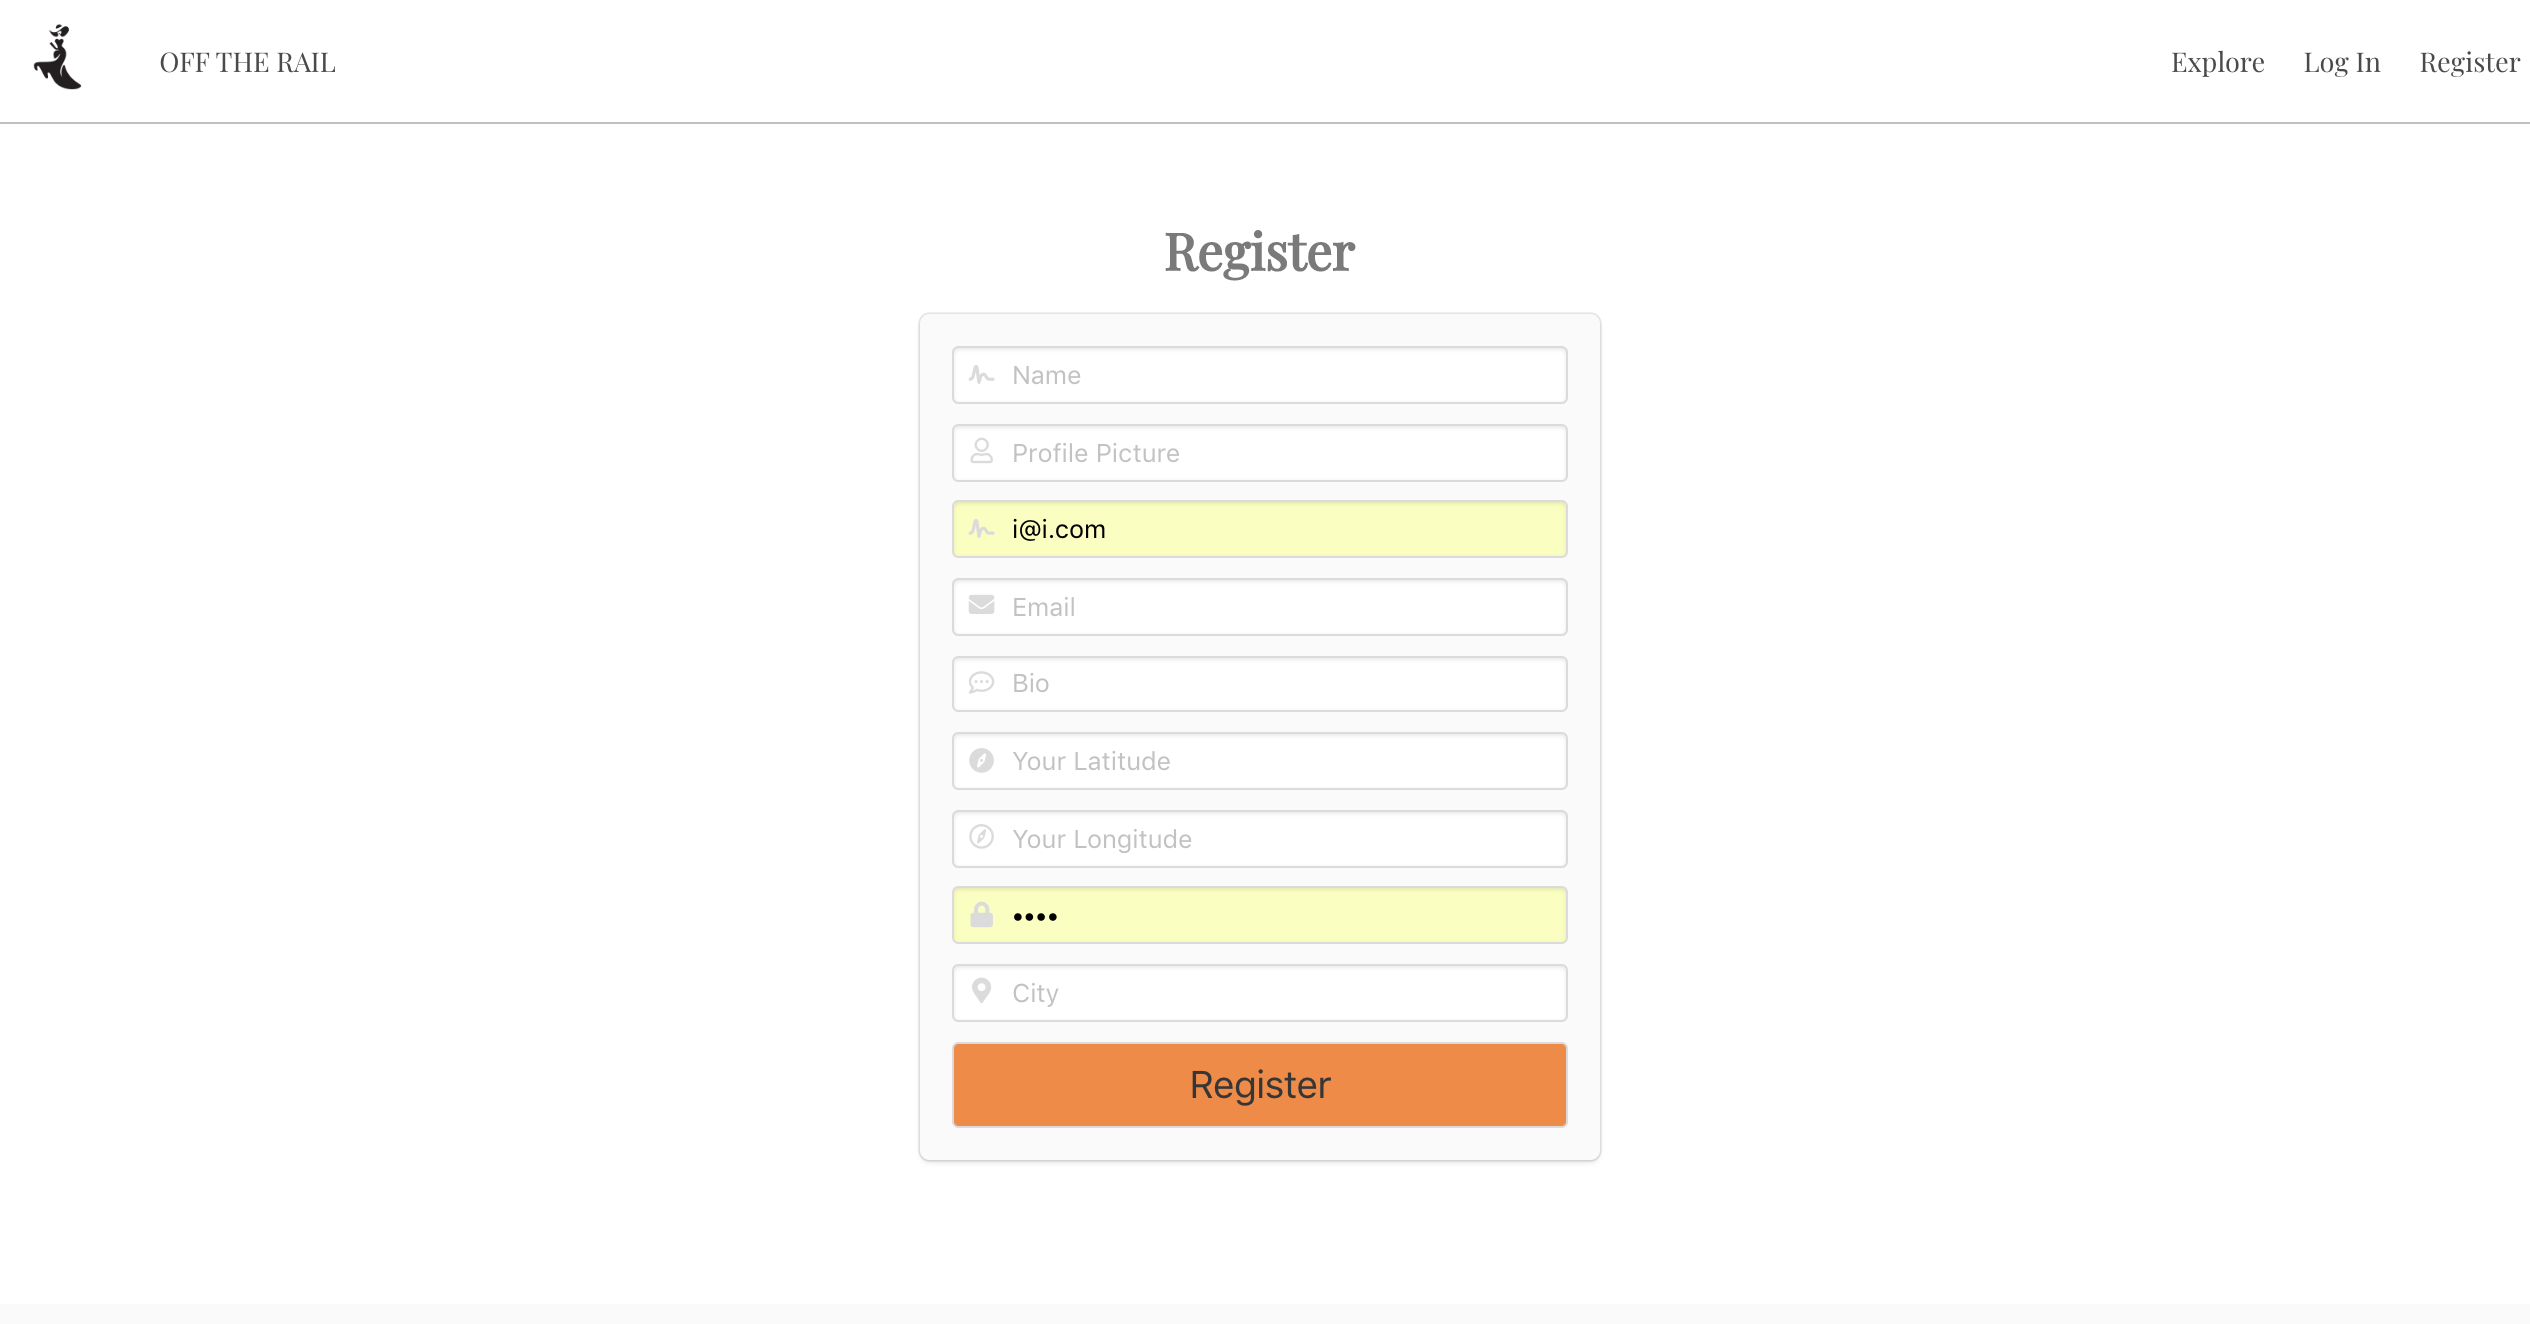 OFF THE RAIL
Explore Log In Register
Register
Name
Profile Picture
i@i.com
Email
Bio
Your Latitude
Your Longitude
••••
City
Register